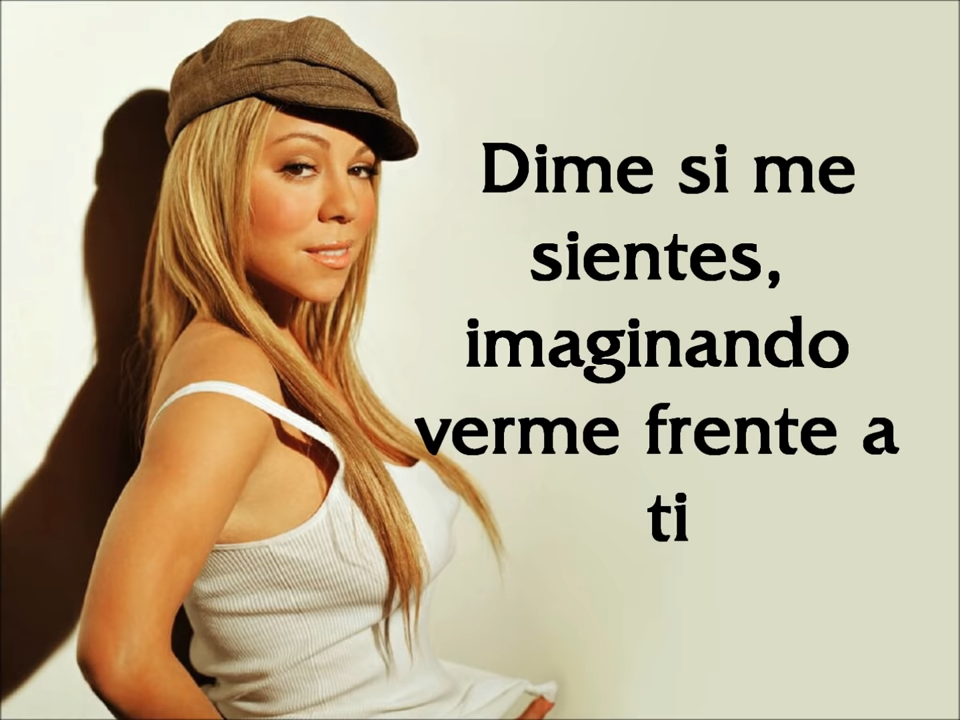 Dime si me
sientes,
imaginando
verme frente a
ti